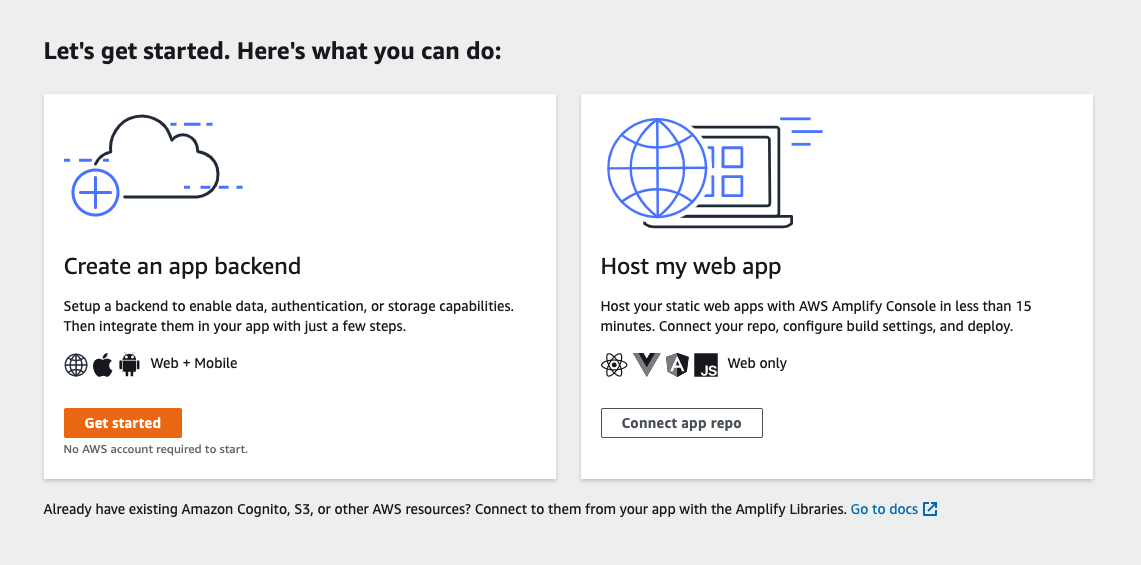 Let's get started. Here's what you can do:
Create an app backend
Setup a backend to enable data, authentication, or storage capabilities.
Then integrate them in your app with just a few steps.
Web + Mobile
Get started
No AWS account required to start.
Host my web app
Host your static web apps with AWS Amplify Console in less than 15
minutes. Connect your repo, configure build settings, and deploy.
A
JS
Web only
Connect app repo
Already have existing Amazon Cognito, S3, or other AWS resources? Connect to them from your app with the Amplify Libraries. Go to docs